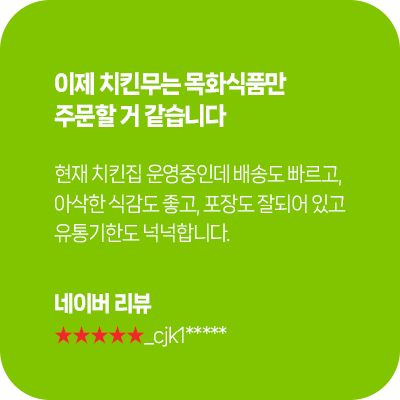 이제 치킨무는 목화식품만
주문할 거 같습니다
현재 치킨집 운영중인데 배송도 빠르고,
아삭한 식감도 좋고, 포장도 잘되어 있고
유통기한도 넉넉합니다.
네이버 리뷰
★★★★★_cjk1*****